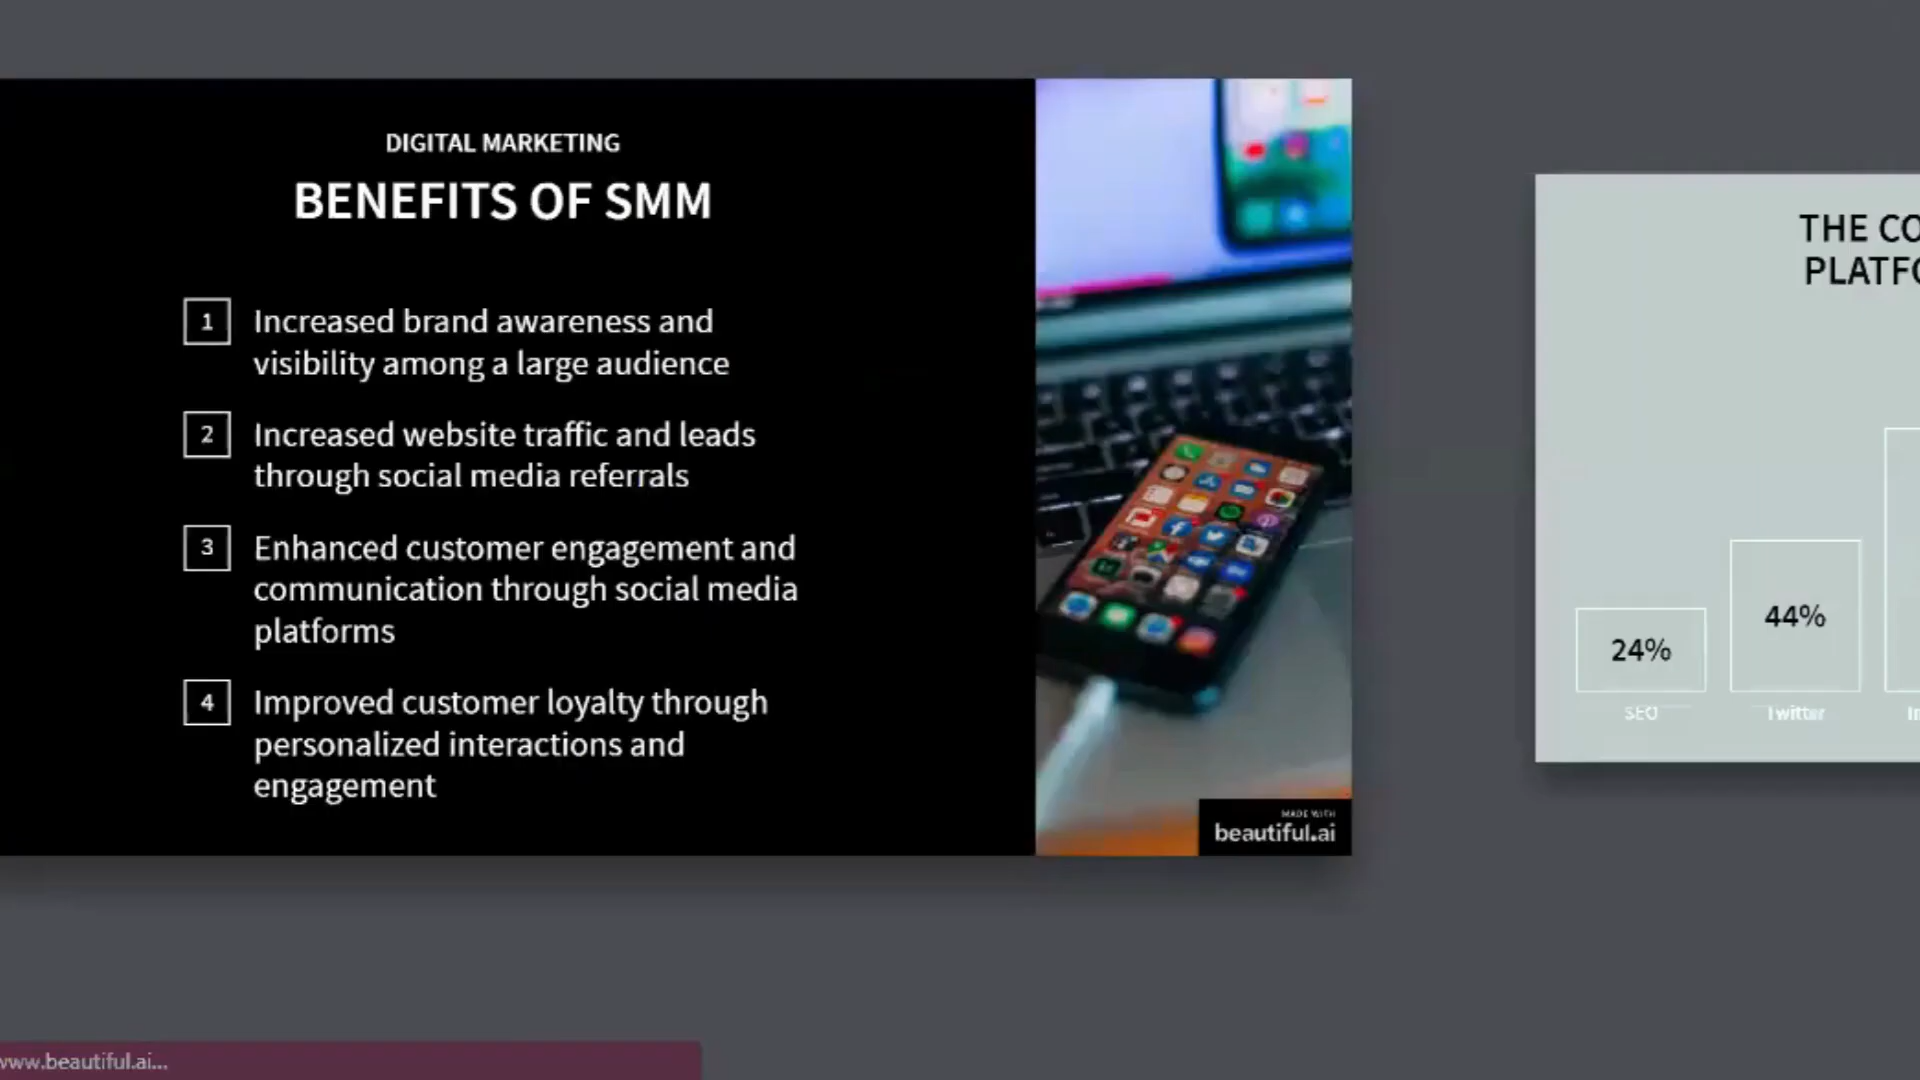 DIGITAL MARKETING
BENEFITS OF SMM
1
Increased brand awareness and
visibility among a large audience
2
Increased website traffic and leads
through social media referrals
3
Enhanced customer engagement and
communication through social media
platforms
4
Improved customer loyalty through
personalized interactions and
engagement
MADE WITH
beautiful.ai
THE CO
PLATFO
24%
44%
SEO
Twitter
In
www.beautiful.ai...